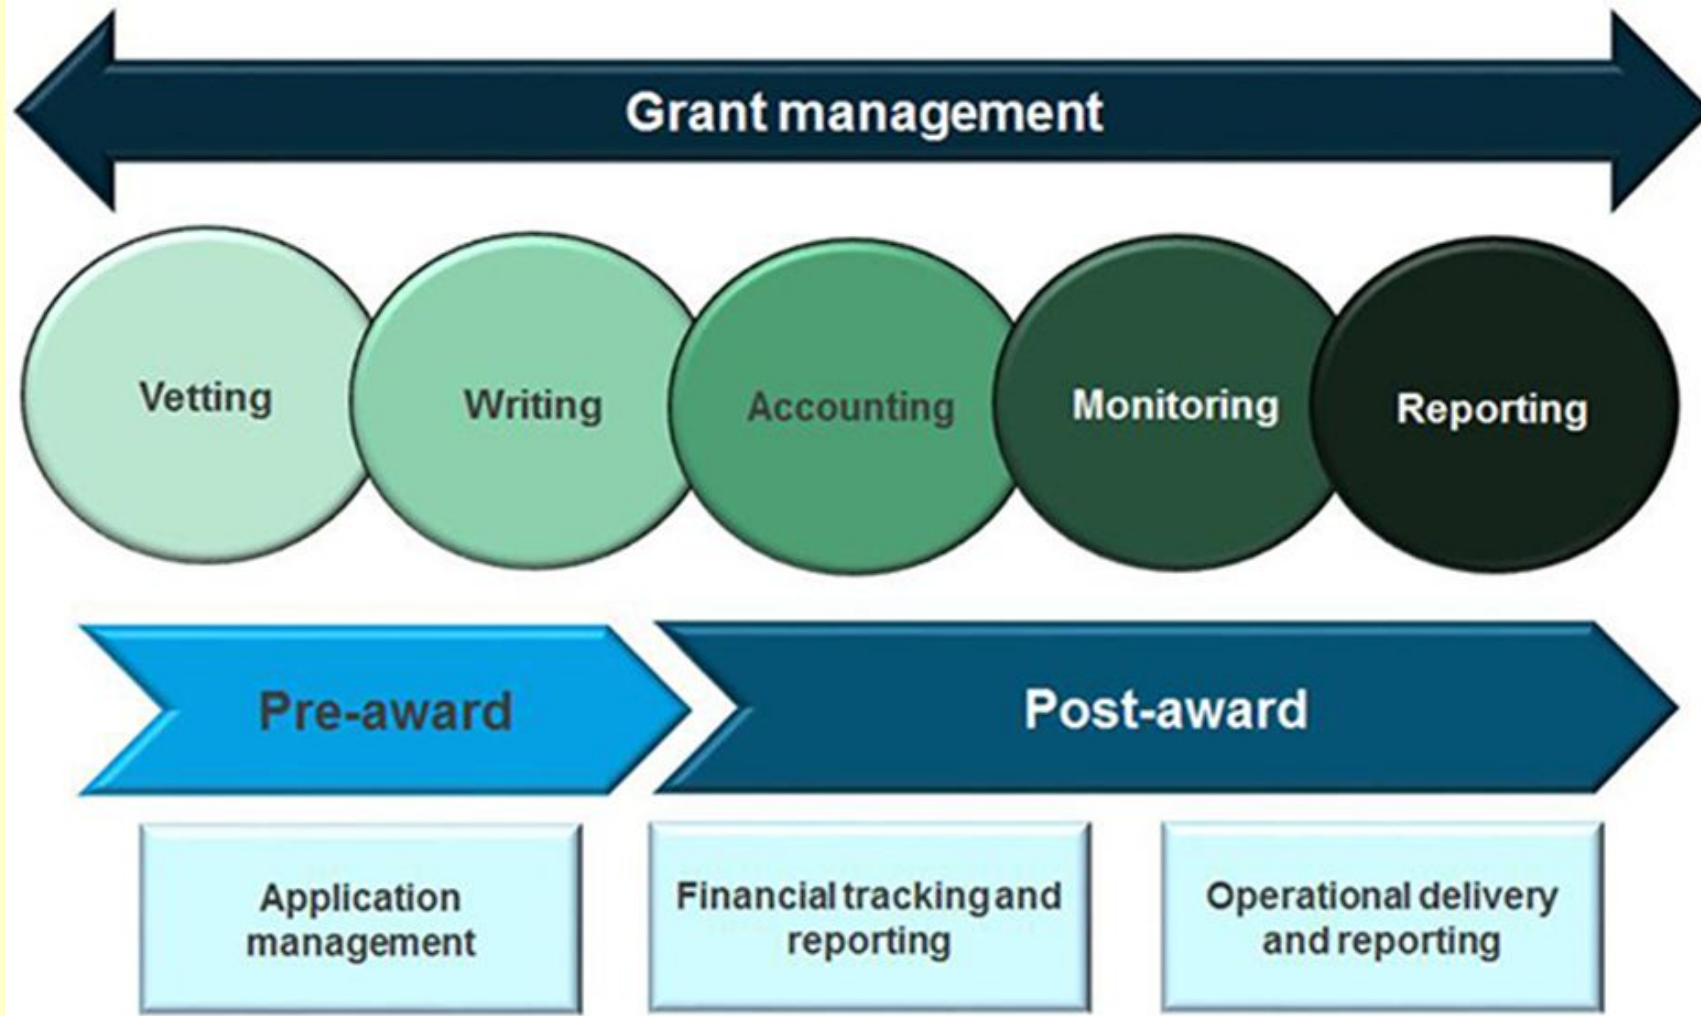 Grant management
Vetting
Writing
Accounting
Monitoring
Reporting
Pre-award
Post-award
Application
management
Financial tracking and
reporting
Operational delivery
and reporting